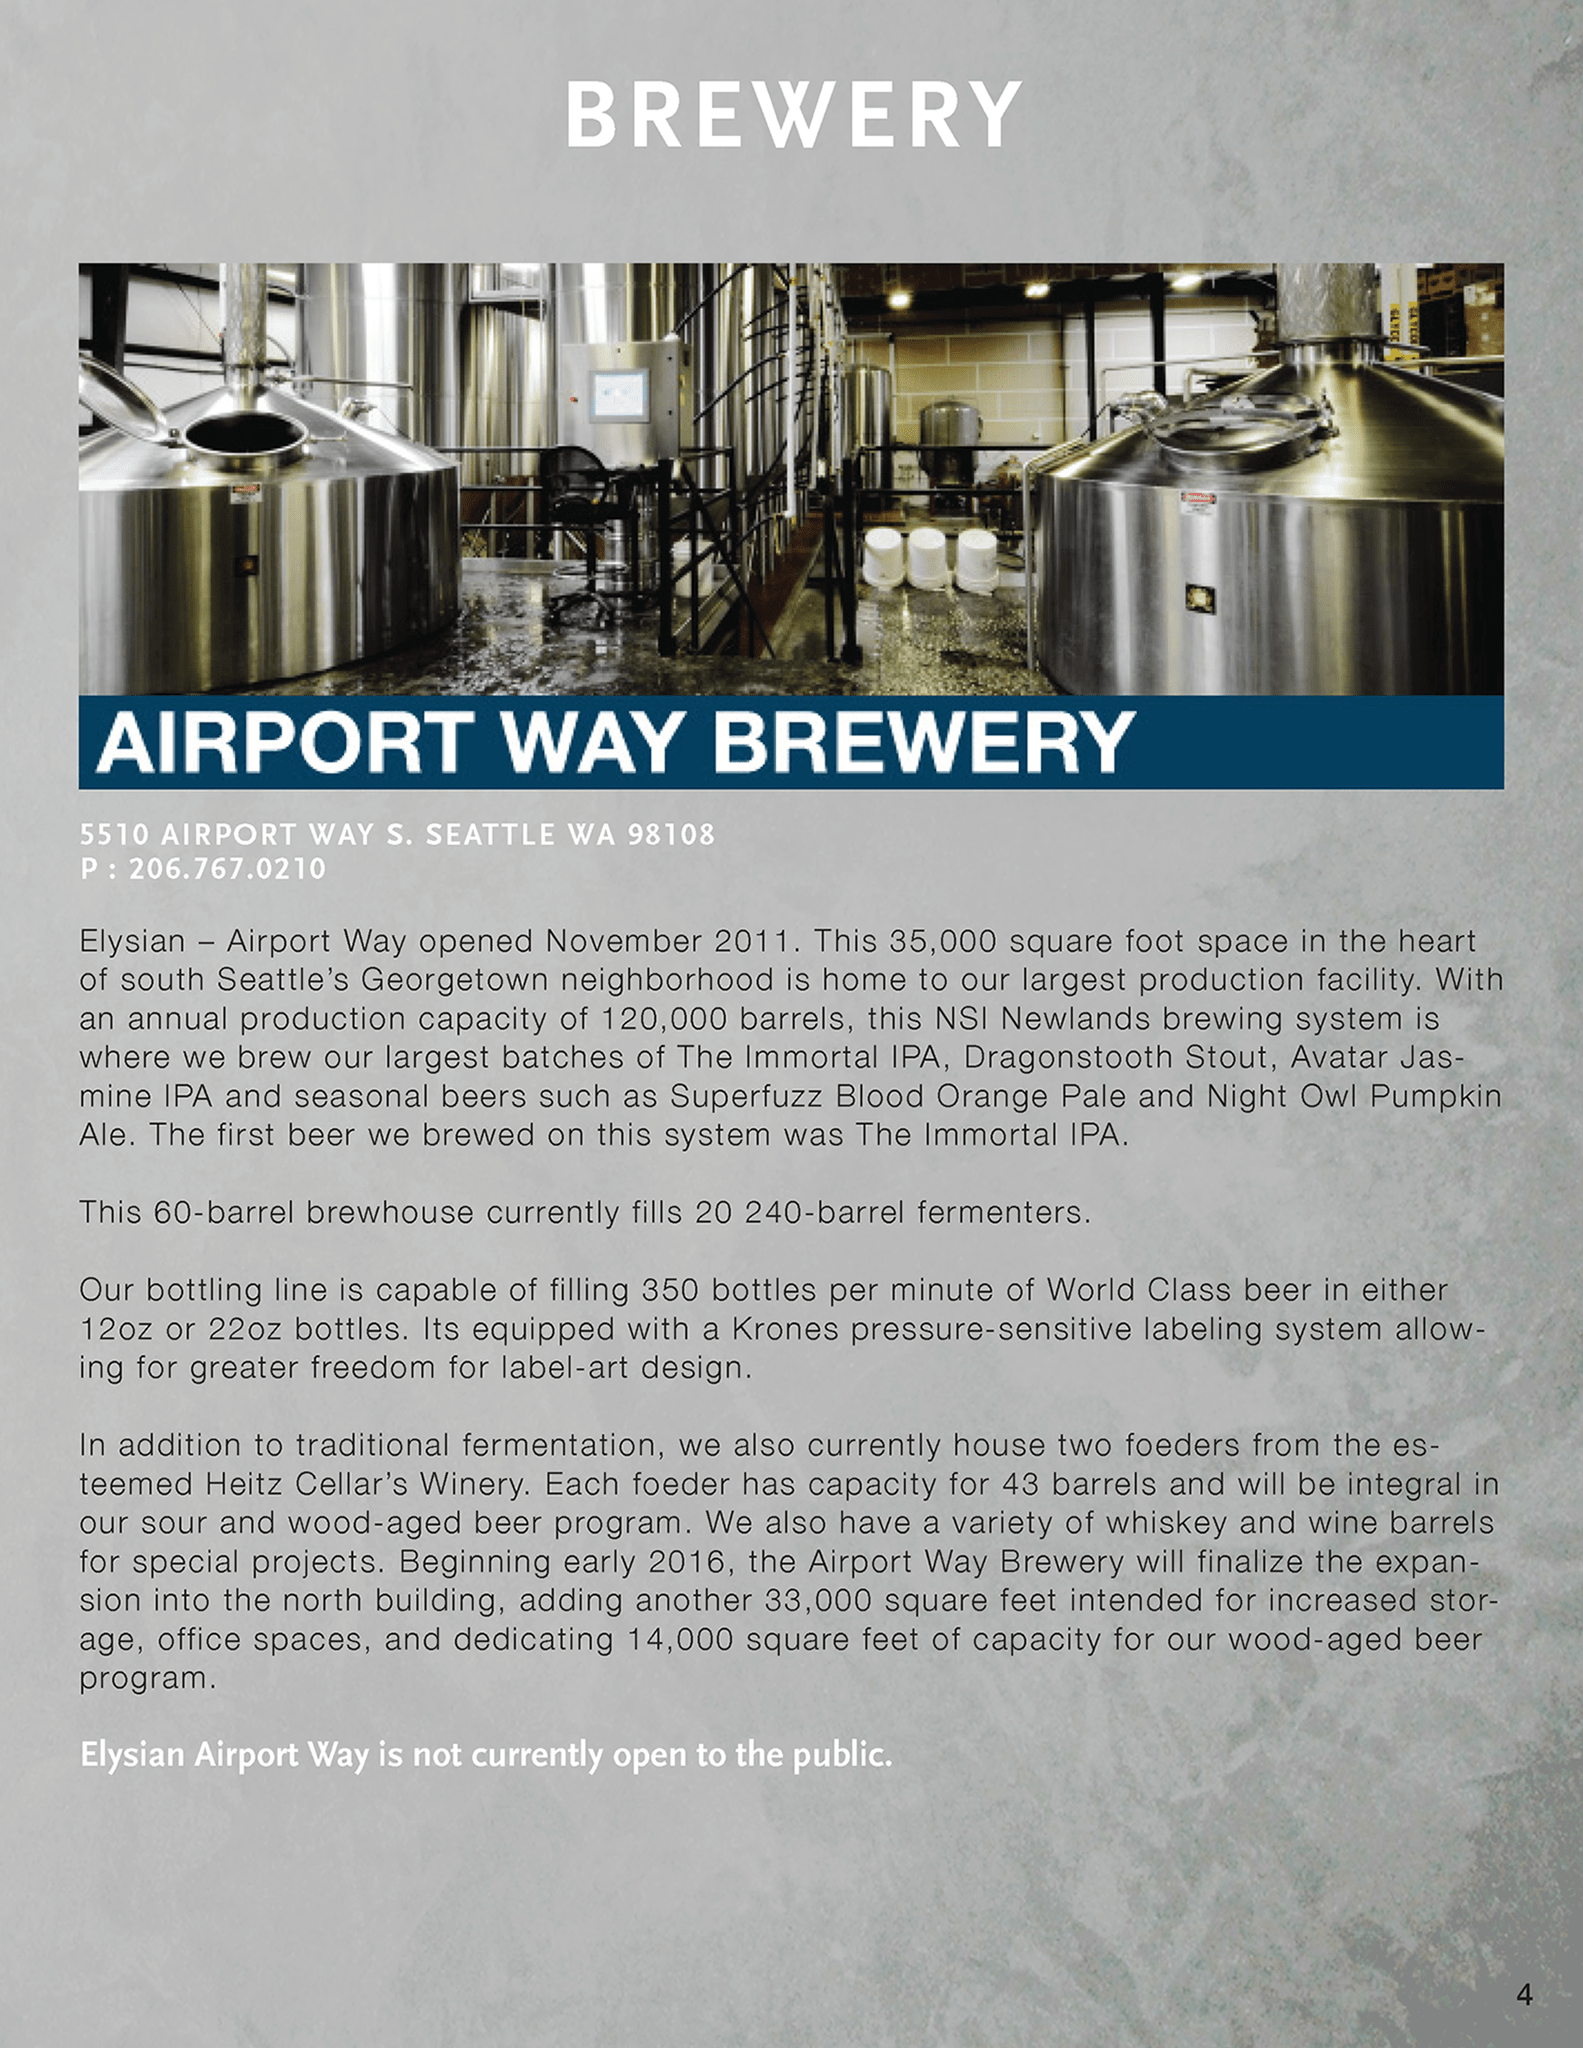 BREWERY
AIRPORT WAY BREWERY
5510 AIRPORT WAY S. SEATTLE WA 98108
P : 206.767.0210
Elysian – Airport Way opened November 2011. This 35,000 square foot space in the heart
of south Seattle’s Georgetown neighborhood is home to our largest production facility. With
an annual production capacity of 120,000 barrels, this NSI Newlands brewing system is
where we brew our largest batches of The Immortal IPA, Dragonstooth Stout, Avatar Jas-
mine IPA and seasonal beers such as Superfuzz Blood Orange Pale and Night Owl Pumpkin
Ale. The first beer we brewed on this system was The Immortal IPA.
This 60-barrel brewhouse currently fills 20 240-barrel fermenters.
Our bottling line is capable of filling 350 bottles per minute of World Class beer in either
12oz or 22oz bottles. Its equipped with a Krones pressure-sensitive labeling system allow-
ing for greater freedom for label-art design.
In addition to traditional fermentation, we also currently house two foeders from the es-
teemed Heitz Cellar’s Winery. Each foeder has capacity for 43 barrels and will be integral in
our sour and wood-aged beer program. We also have a variety of whiskey and wine barrels
for special projects. Beginning early 2016, the Airport Way Brewery will finalize the expan-
sion into the north building, adding another 33,000 square feet intended for increased stor-
age, office spaces, and dedicating 14,000 square feet of capacity for our wood-aged beer
program.
Elysian Airport Way is not currently open to the public.
4